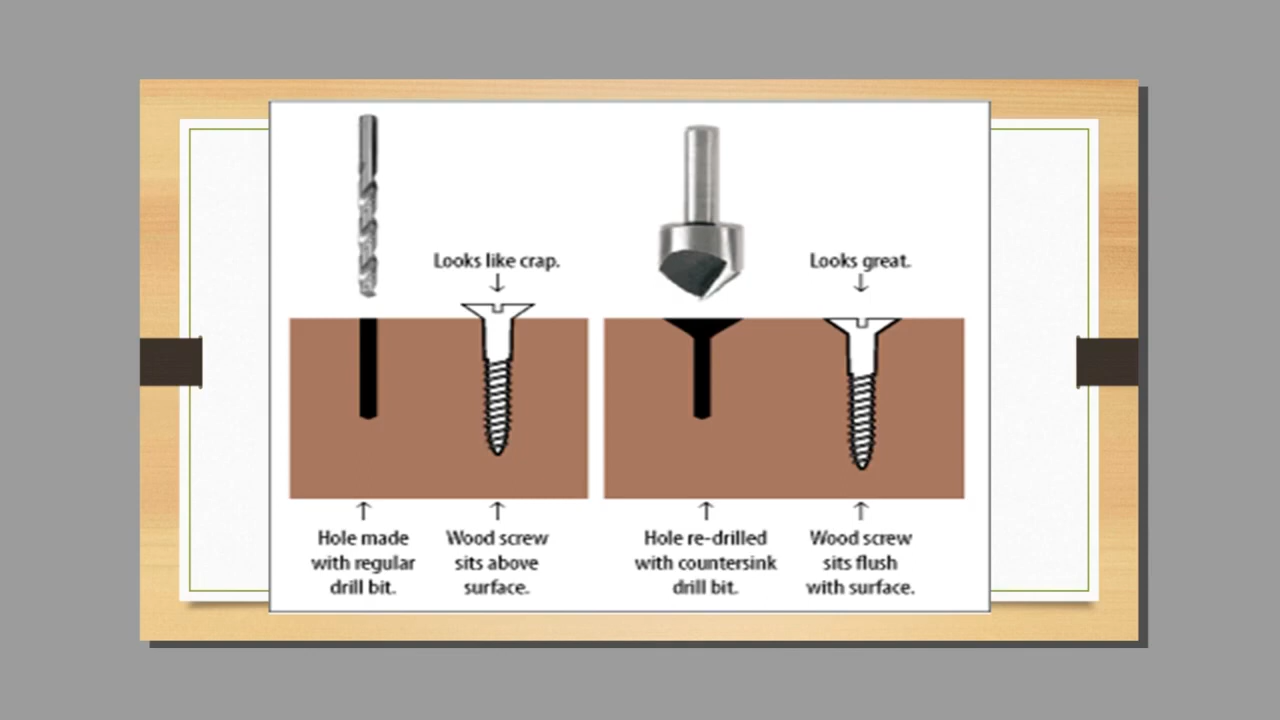 Looks like crap.
Looks great.
Hole made
with regular
drill bit.
Wood screw
sits above
surface.
Hole re-drilled
with countersink
drill bit.
Wood screw
sits flush
with surface.